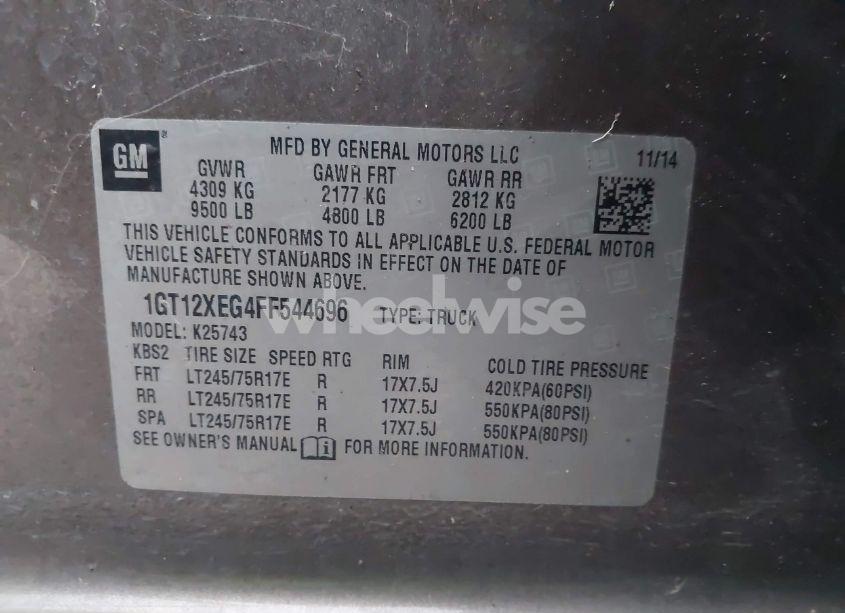 GM
MFD BY GENERAL MOTORS LLC 11/14
GVWR GAWR FRT GAWR RR
4309 KG 2177 KG 2812 KG
9500 LB 4800 LB 6200 LB
THIS VEHICLE CONFORMS TO ALL APPLICABLE U.S. FEDERAL MOTOR
VEHICLE SAFETY STANDARDS IN EFFECT ON THE DATE OF
MANUFACTURE SHOWN ABOVE.
1GT12XEG4FF544696 TYPE: TRUCK
wheelwise
MODEL: K25743
KBS2 TIRE SIZE SPEED RTG RIM COLD TIRE PRESSURE
FRT LT245/75R17E R 17X7.5J 420KPA(60PSI)
RR LT245/75R17E R 17X7.5J 550KPA(80PSI)
SPA LT245/75R17E R 17X7.5J 550KPA(80PSI)
SEE OWNER'S MANUAL i FOR MORE INFORMATION.